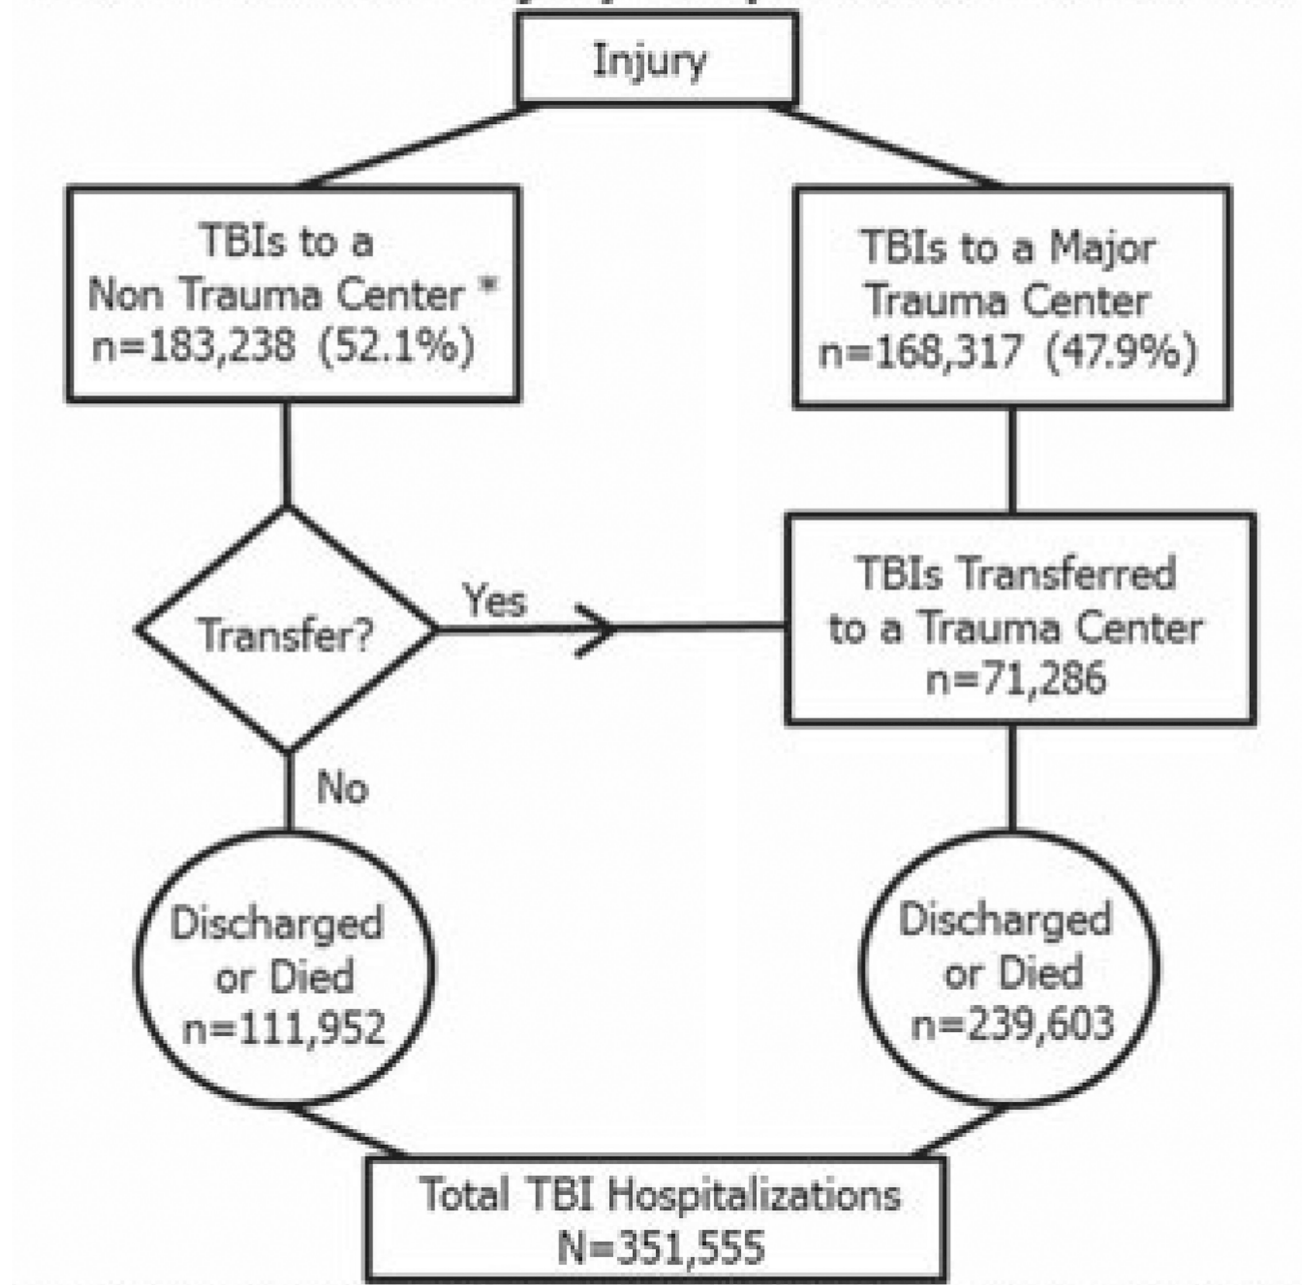 Injury
TBIs to a
Non Trauma Center *
n=183,238 (52.1%)
TBIs to a Major
Trauma Center
n=168,317 (47.9%)
Transfer?
Yes
TBIs Transferred
to a Trauma Center
n=71,286
No
Discharged
or Died
n=111,952
Discharged
or Died
n=239,603
Total TBI Hospitalizations
N=351,555